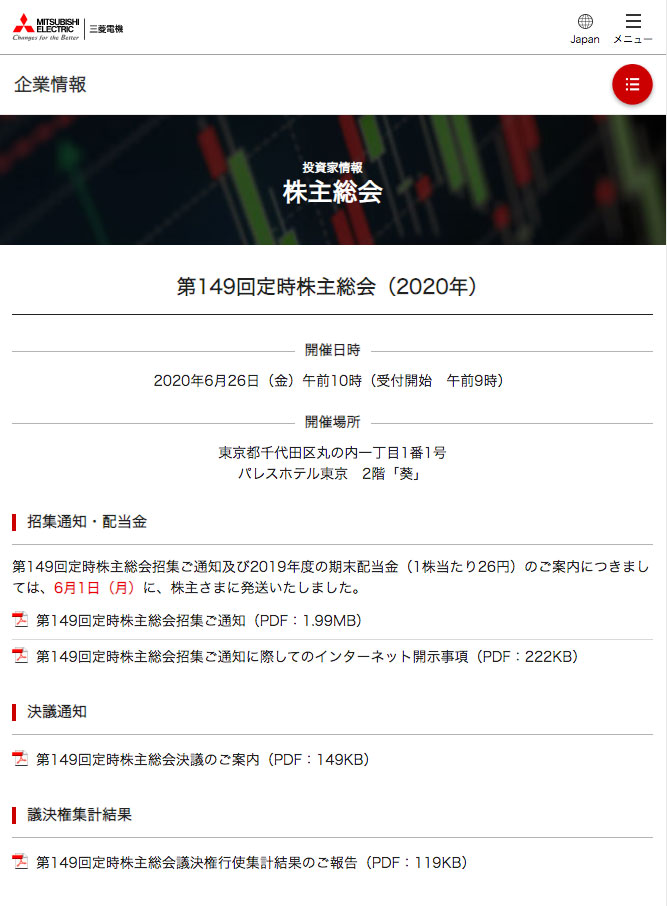 MITSUBISHI
ELECTRIC
Changes for the Better
三菱電機
Japan
メニュー
企業情報
投資家情報
株主総会
第149回定時株主総会（2020年）
開催日時
2020年6月26日（金）午前10時（受付開始　午前9時）
開催場所
東京都千代田区丸の内一丁目1番1号
パレスホテル東京　2階「葵」
招集通知・配当金
第149回定時株主総会招集ご通知及び2019年度の期末配当金（1株当たり26円）のご案内につきまし
ては、6月1日（月）に、株主さまに発送いたしました。
第149回定時株主総会招集ご通知（PDF：1.99MB）
第149回定時株主総会招集ご通知に際してのインターネット開示事項（PDF：222KB）
決議通知
第149回定時株主総会決議のご案内（PDF：149KB）
議決権集計結果
第149回定時株主総会議決権行使集計結果のご報告（PDF：119KB）